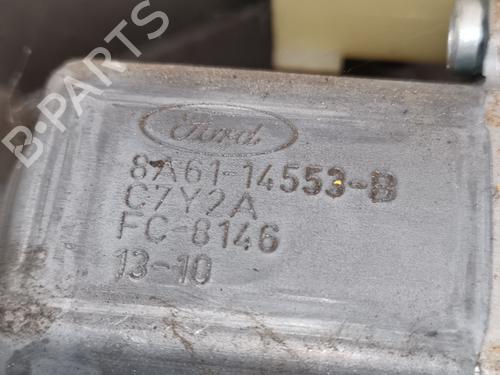 B-PARTS
Ford
8A61-14553-B
C7Y2A
FC-8146
13-10